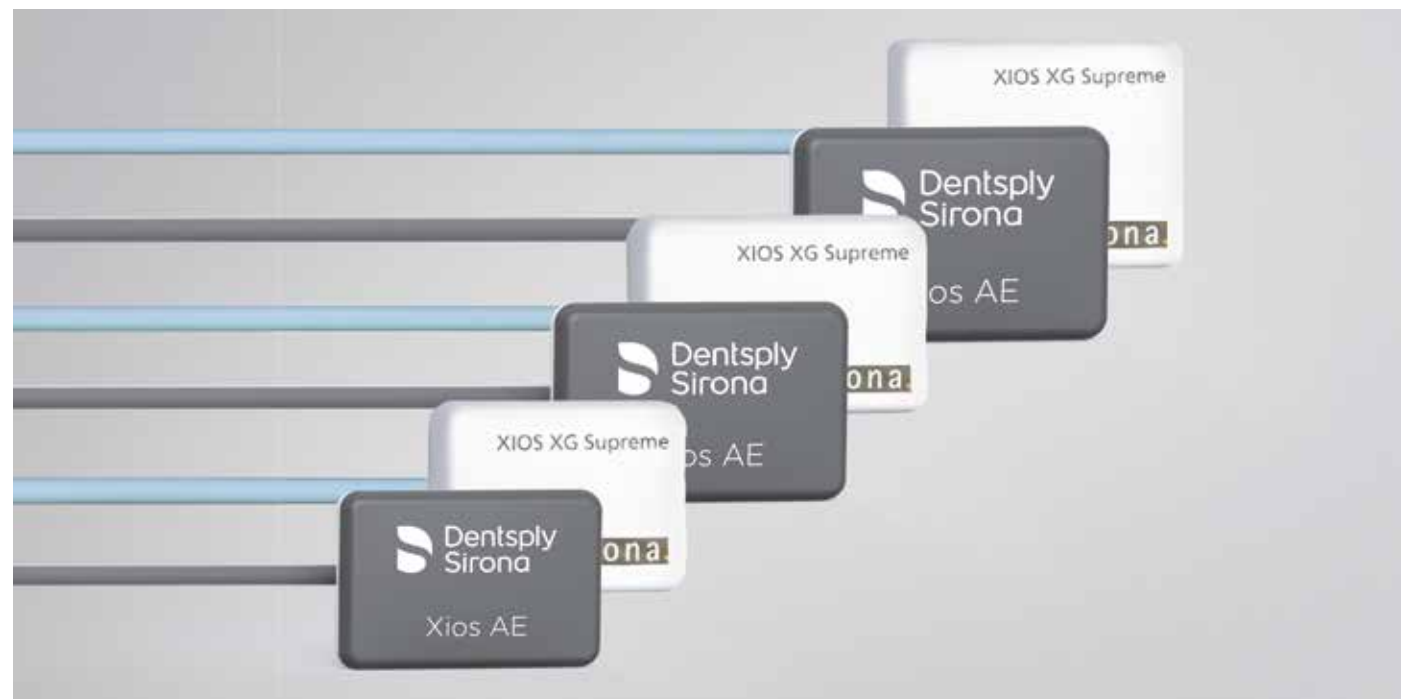 XIOS XG Supreme
Dentsply
Sirona
ona.
os AE
XIOS XG Supreme
Dentsply
Sirona
ona.
os AE
XIOS XG Supreme
Dentsply
Sirona
ona.
Xios AE